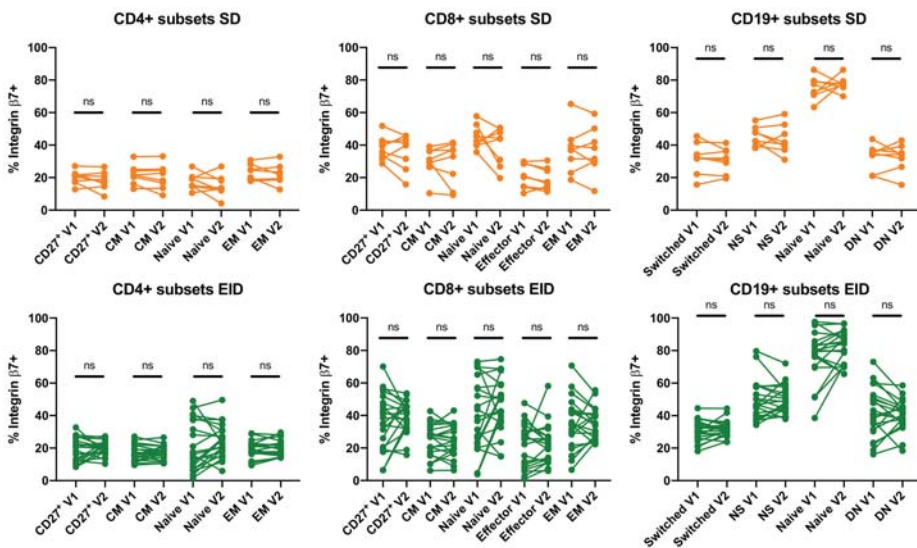 CD4+ subsets SD
% Integrin β7+
100
80
60
40
20
0
ns
ns
ns
ns
CD27⁺ V1
CD27⁺ V2
CM V1
CM V2
Naive V1
Naive V2
EM V1
EM V2
CD8+ subsets SD
% Integrin β7+
100
80
60
40
20
0
ns
ns
ns
ns
ns
CD27⁺ V1
CD27⁺ V2
CM V1
CM V2
Naive V1
Naive V2
Effector V1
Effector V2
EM V1
EM V2
CD19+ subsets SD
% Integrin β7+
100
80
60
40
20
0
ns
ns
ns
ns
Switched V1
Switched V2
NS V1
NS V2
Naive V1
Naive V2
DN V1
DN V2
CD4+ subsets EID
% Integrin β7+
100
80
60
40
20
0
ns
ns
ns
ns
CD27⁺ V1
CD27⁺ V2
CM V1
CM V2
Naive V1
Naive V2
EM V1
EM V2
CD8+ subsets EID
% Integrin β7+
100
80
60
40
20
0
ns
ns
ns
ns
ns
CD27⁺ V1
CD27⁺ V2
CM V1
CM V2
Naive V1
Naive V2
Effector V1
Effector V2
EM V1
EM V2
CD19+ subsets EID
% Integrin β7+
100
80
60
40
20
0
ns
ns
ns
ns
Switched V1
Switched V2
NS V1
NS V2
Naive V1
Naive V2
DN V1
DN V2